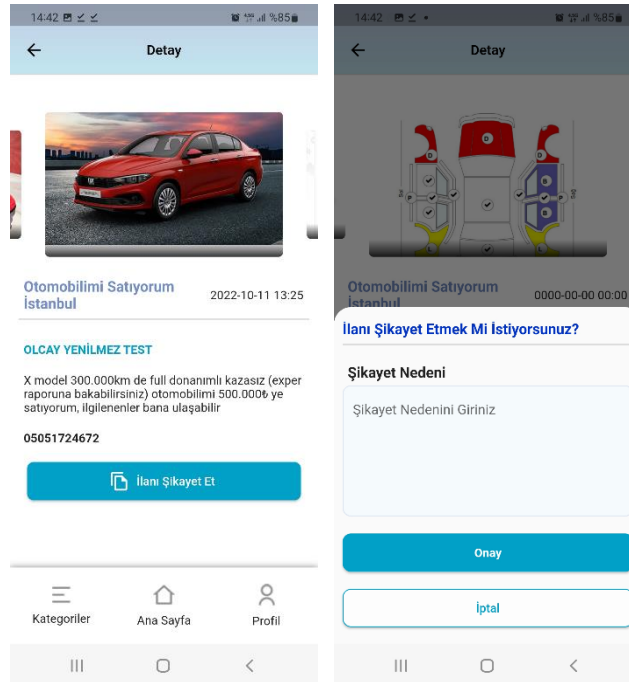 14:42 %85
Detay
Otomobilimi Satıyorum
İstanbul
2022-10-11 13:25
OLCAY YENİLMEZ TEST
X model 300.000km de full donanımlı kazasız (exper
raporuna bakabilirsiniz) otomobilimi 500.000₺ ye
satıyorum, ilgilenenler bana ulaşabilir
05051724672
İlanı Şikayet Et
Kategoriler
Ana Sayfa
Profil
14:42 %85
Detay
Otomobilimi Satıyorum
İstanbul
0000-00-00 00:00
İlanı Şikayet Etmek Mi İstiyorsunuz?
Şikayet Nedeni
Şikayet Nedenini Giriniz
Onay
İptal